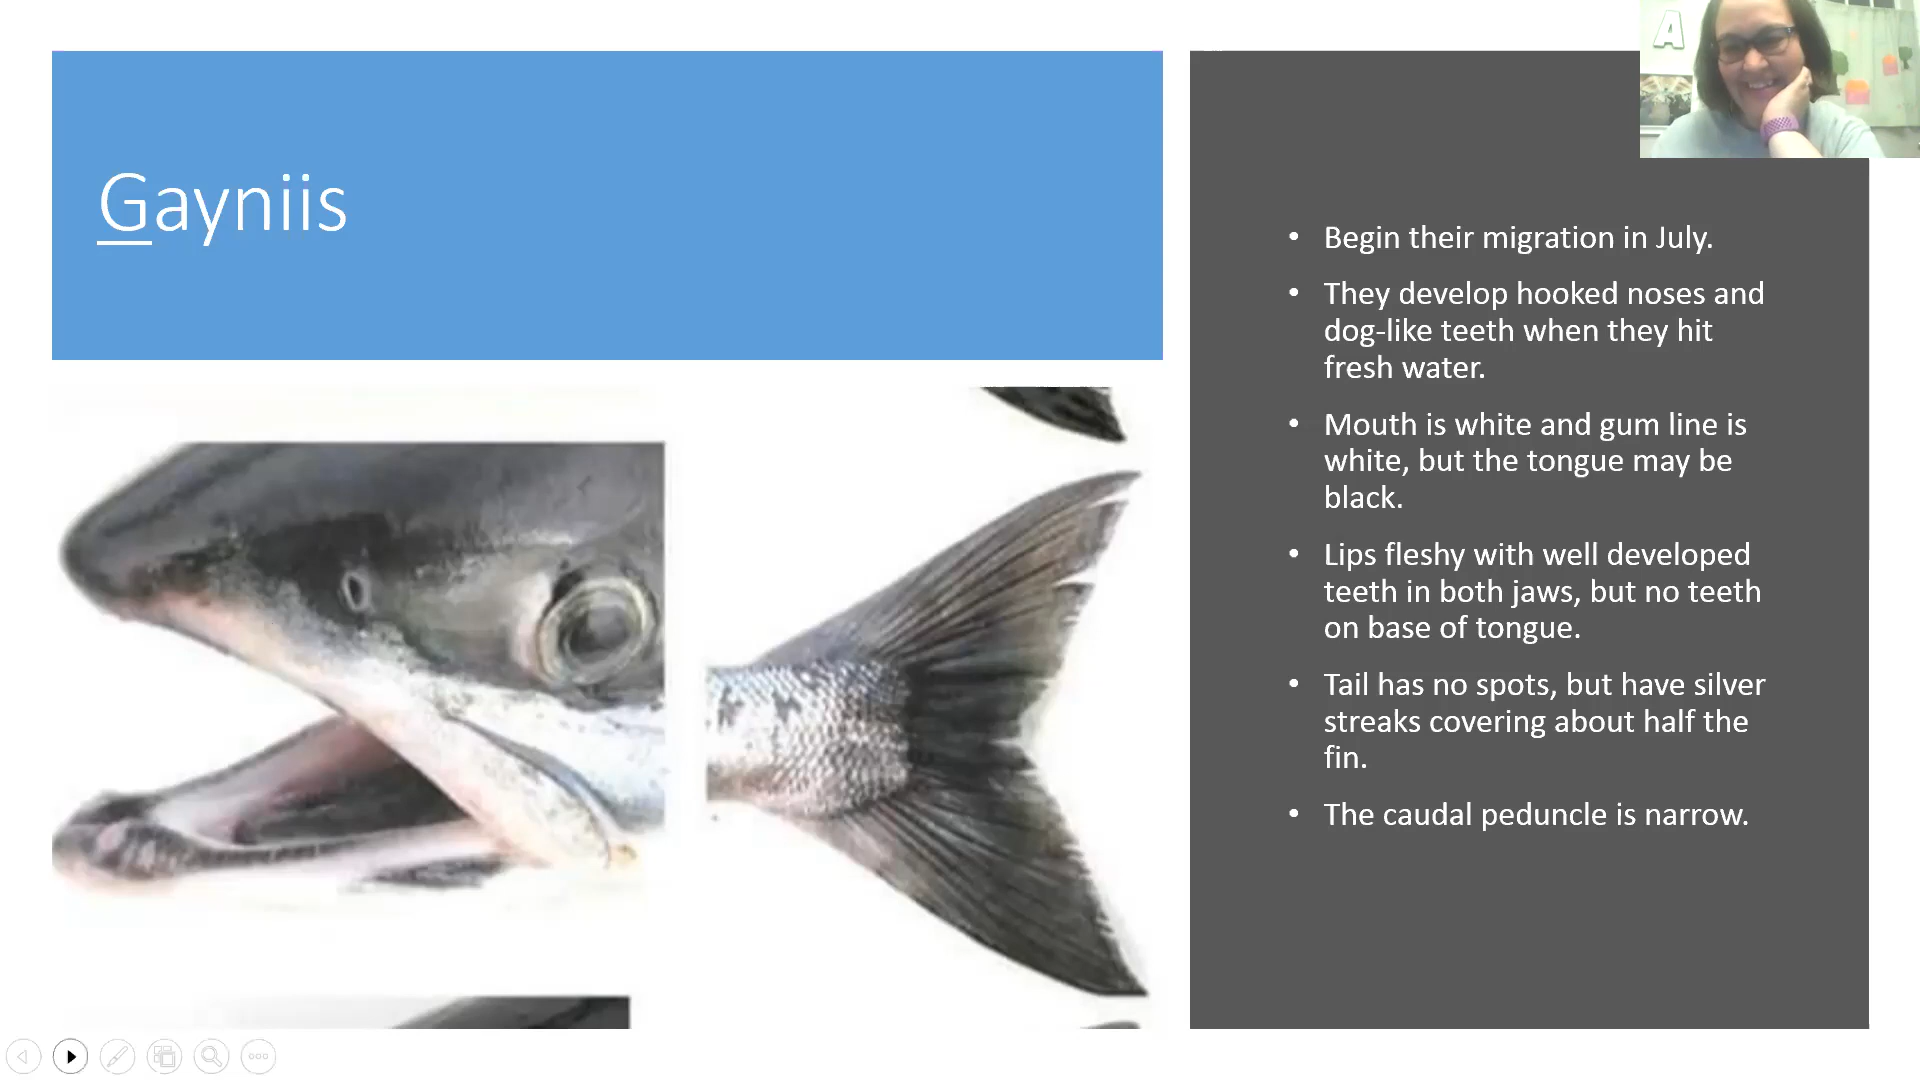 G̲ayniis
A
• Begin their migration in July.
• They develop hooked noses and
dog-like teeth when they hit
fresh water.
• Mouth is white and gum line is
white, but the tongue may be
black.
• Lips fleshy with well developed
teeth in both jaws, but no teeth
on base of tongue.
• Tail has no spots, but have silver
streaks covering about half the
fin.
• The caudal peduncle is narrow.